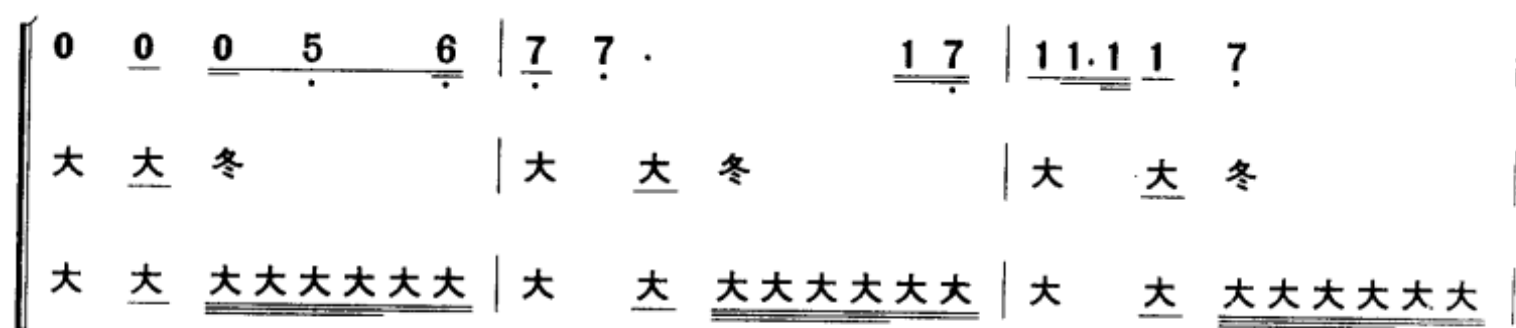 0 0 0 5 6 | 7 7 · 1 7 | 1 1·1 1 7
大 大 冬 | 大 大 冬 | 大 大 冬
大 大 大大大大大大 | 大 大 大大大大大大 | 大 大 大大大大大大